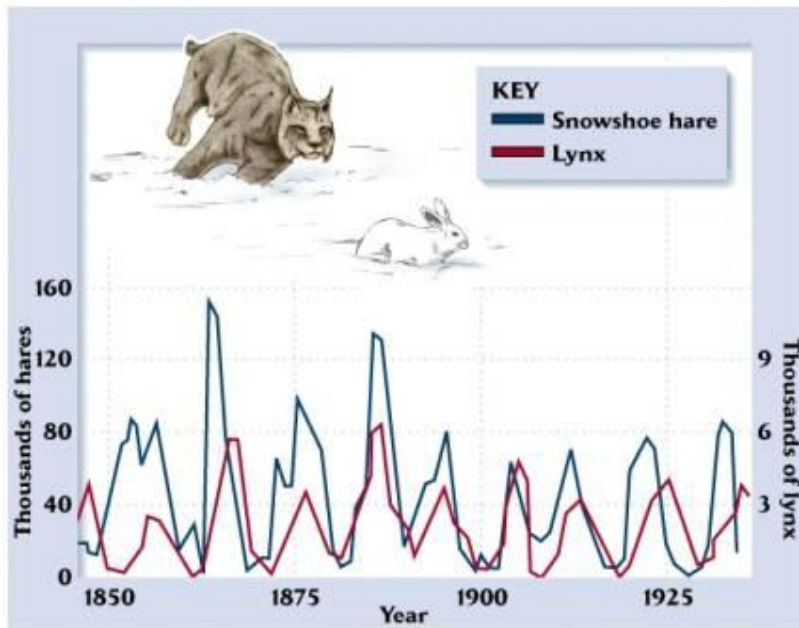 KEY
Snowshoe hare
Lynx
160
120
80
40
0
Thousands of hares
9
6
3
Thousands of lynx
1850 1875 1900 1925
Year